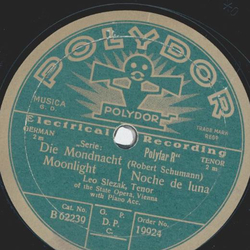 POLYDOR
MUSICA
POLYDOR
TRADE MARK
Electrical Recording
GERMAN
Serie:
Polyfar R
TENOR
Die Mondnacht (Robert Schumann)
Moonlight | Noche de luna
Leo Slezak, Tenor
of the State Opera, Vienna
with Piano Acc.
Cat. No.
B 62239
G. P.
D. P.
C.
Order No.
19924